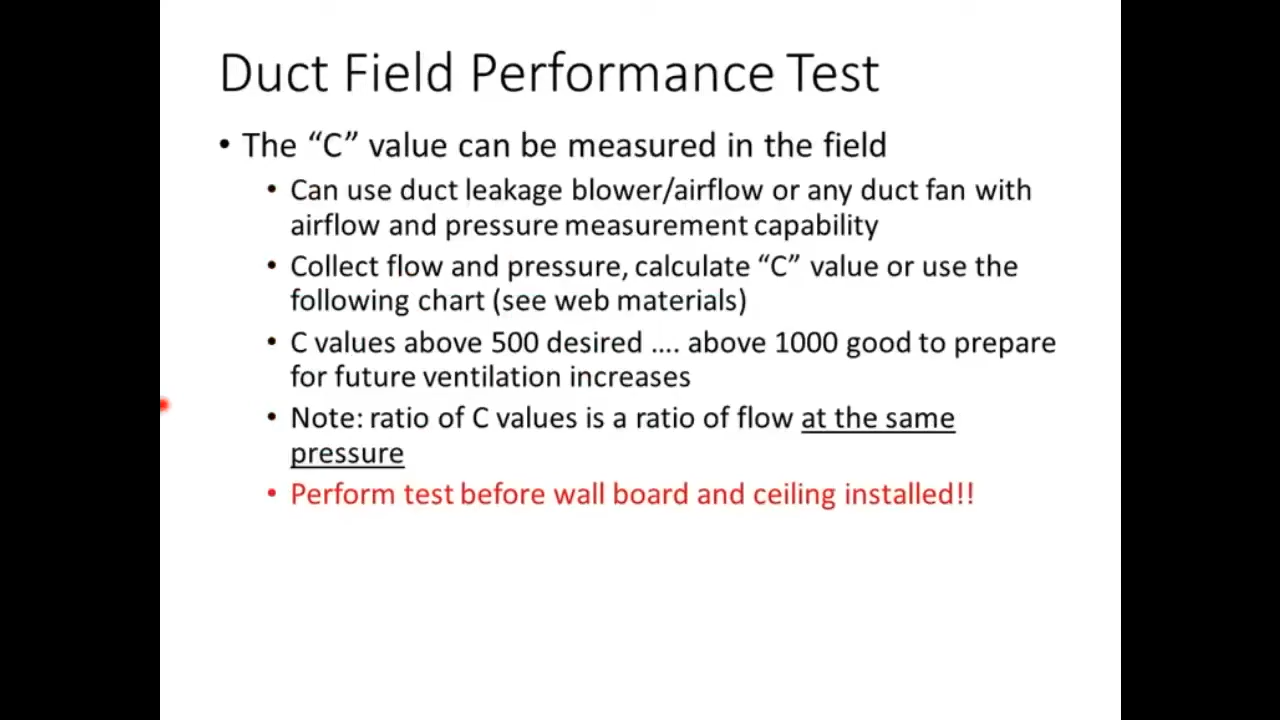 Duct Field Performance Test
• The “C” value can be measured in the field
• Can use duct leakage blower/airflow or any duct fan with
airflow and pressure measurement capability
• Collect flow and pressure, calculate “C” value or use the
following chart (see web materials)
• C values above 500 desired .... above 1000 good to prepare
for future ventilation increases
• Note: ratio of C values is a ratio of flow at the same
pressure
• Perform test before wall board and ceiling installed!!